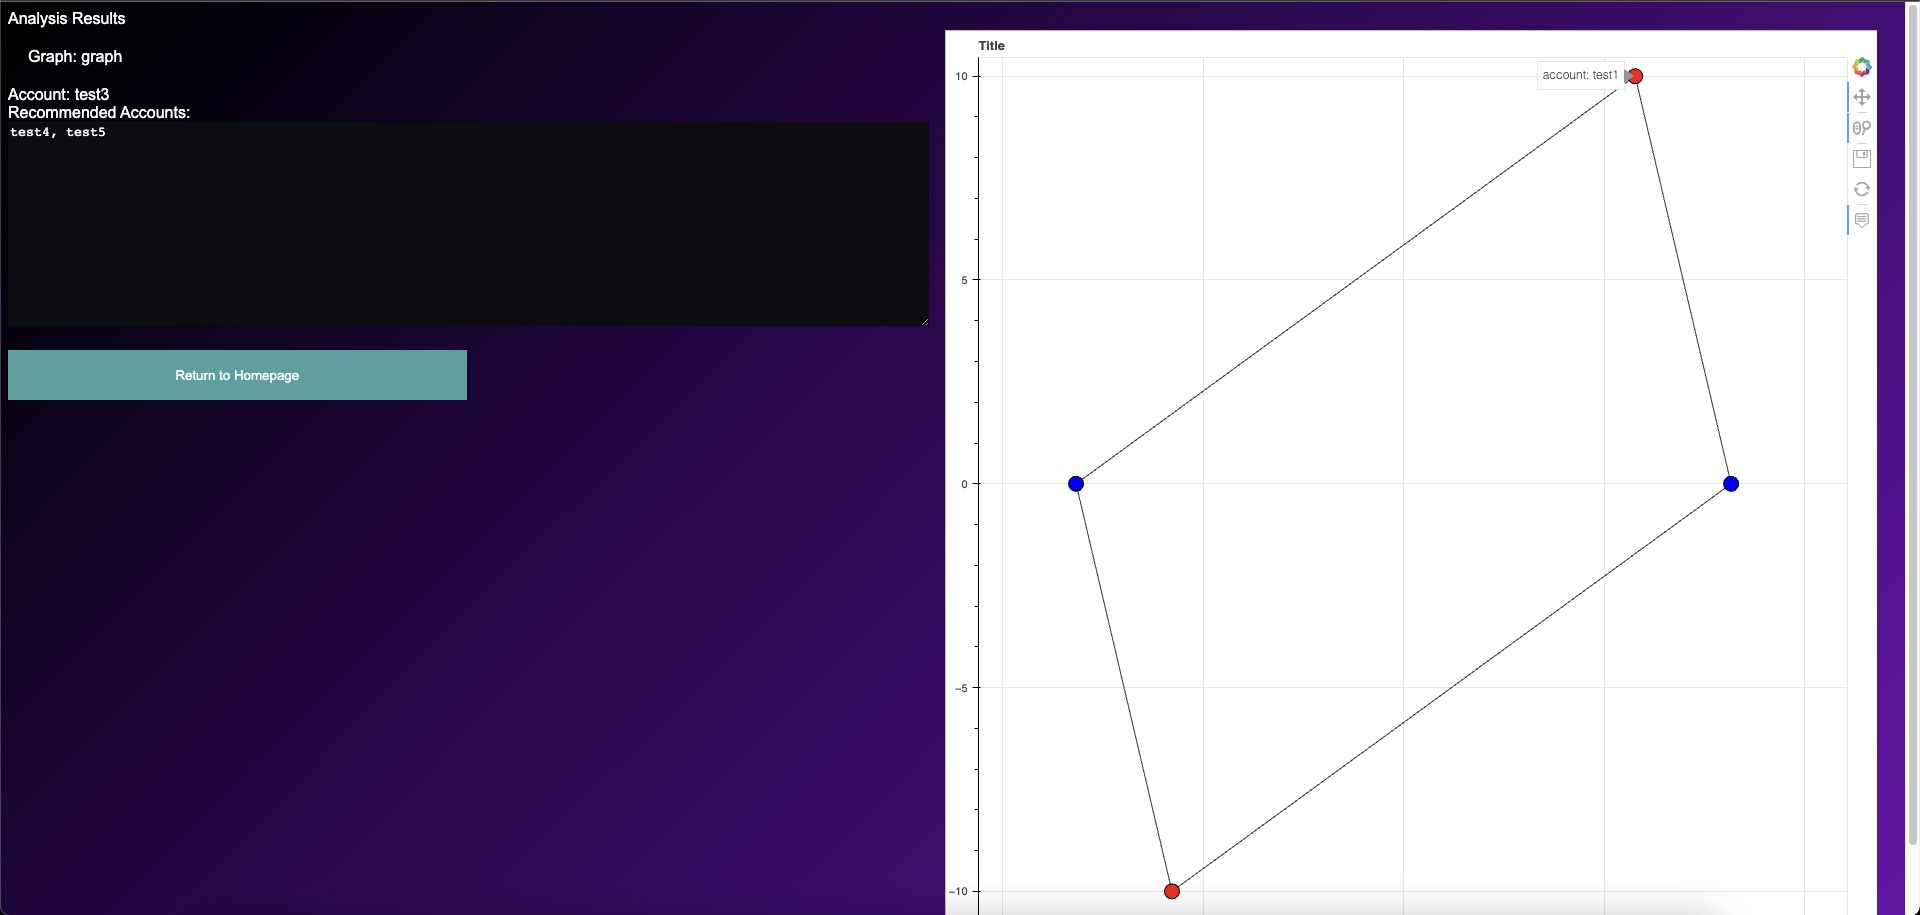 Analysis Results
Graph: graph
Account: test3
Recommended Accounts:
test4, test5
Return to Homepage
Title
account: test1
10
5
0
−5
−10